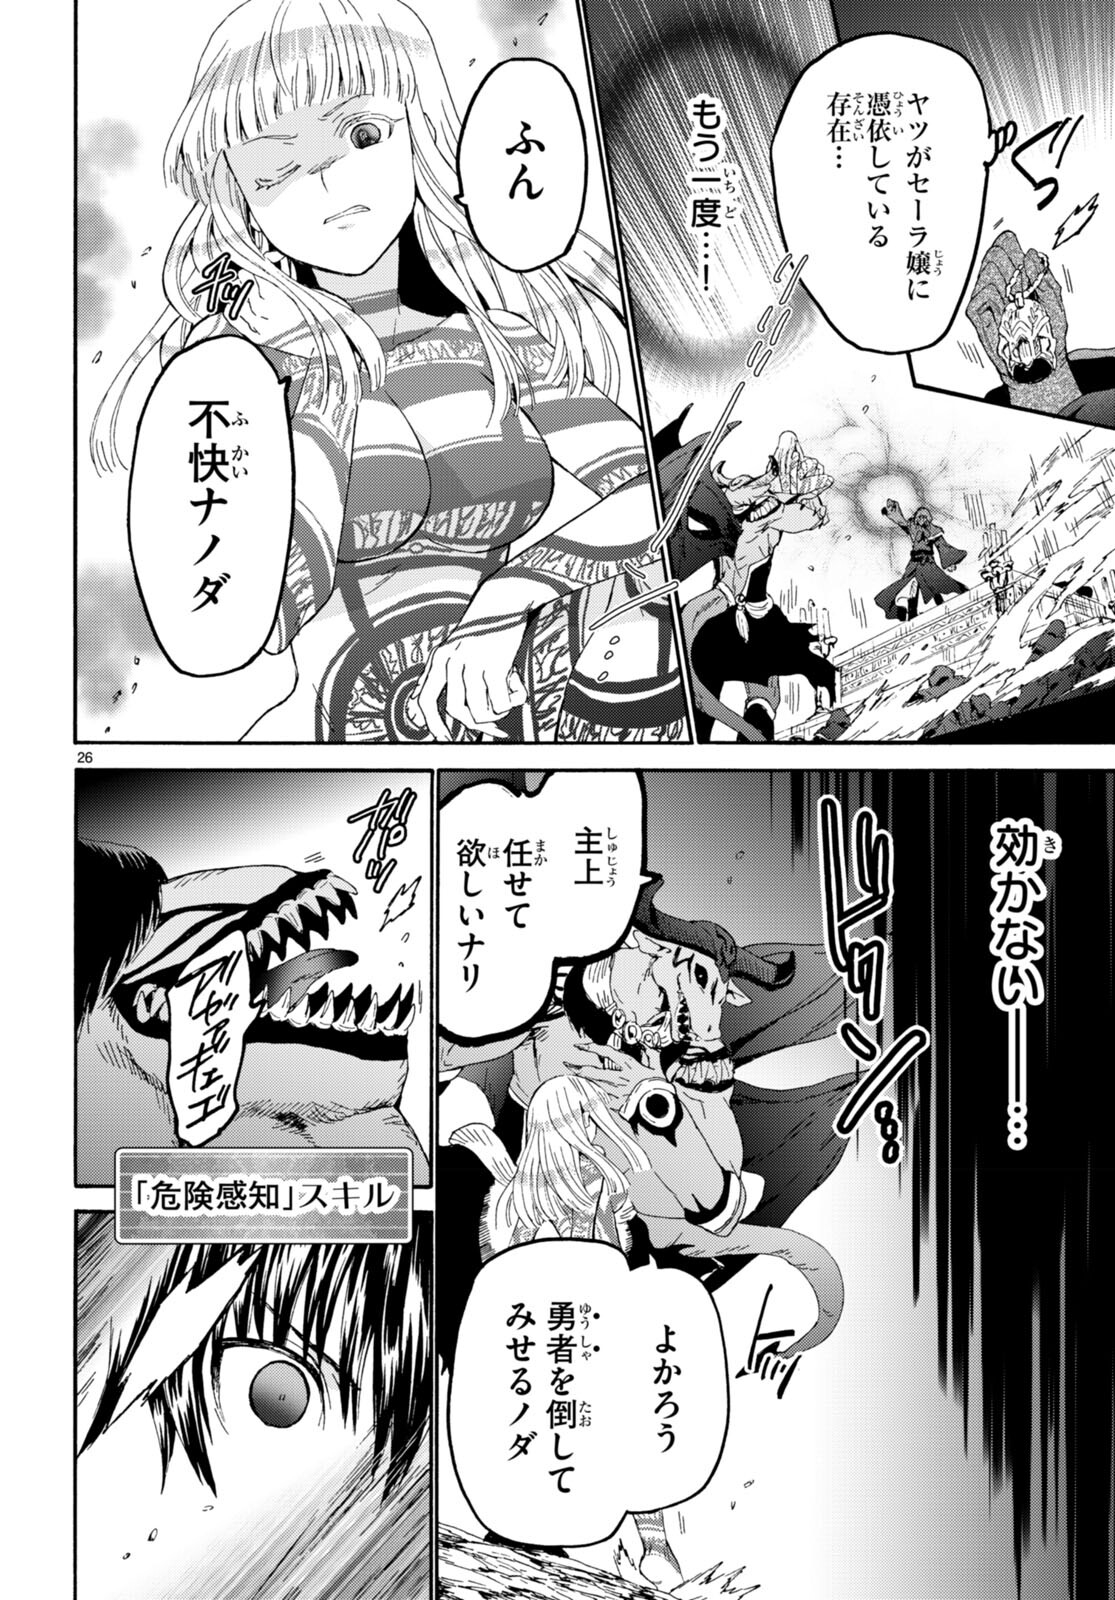 ヤツがセーラ嬢に
憑依している
存在…
もう一度…！
ふん
不快ナノダ
26
効かない――…
主上
任せて
欲しいナリ
よかろう
勇者を倒して
みせるノダ
「危険感知」スキル